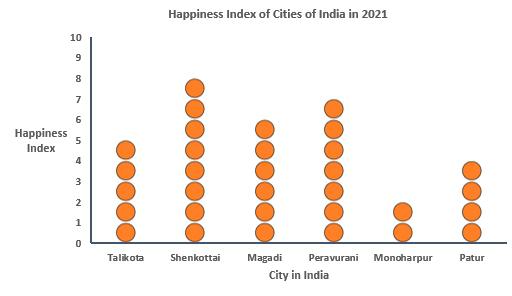 Happiness Index of Cities of India in 2021
10
9
8
7
6
5
4
3
2
1
0
Happiness
Index
Talikota Shenkottai Magadi Peravurani Monoharpur Patur
City in India